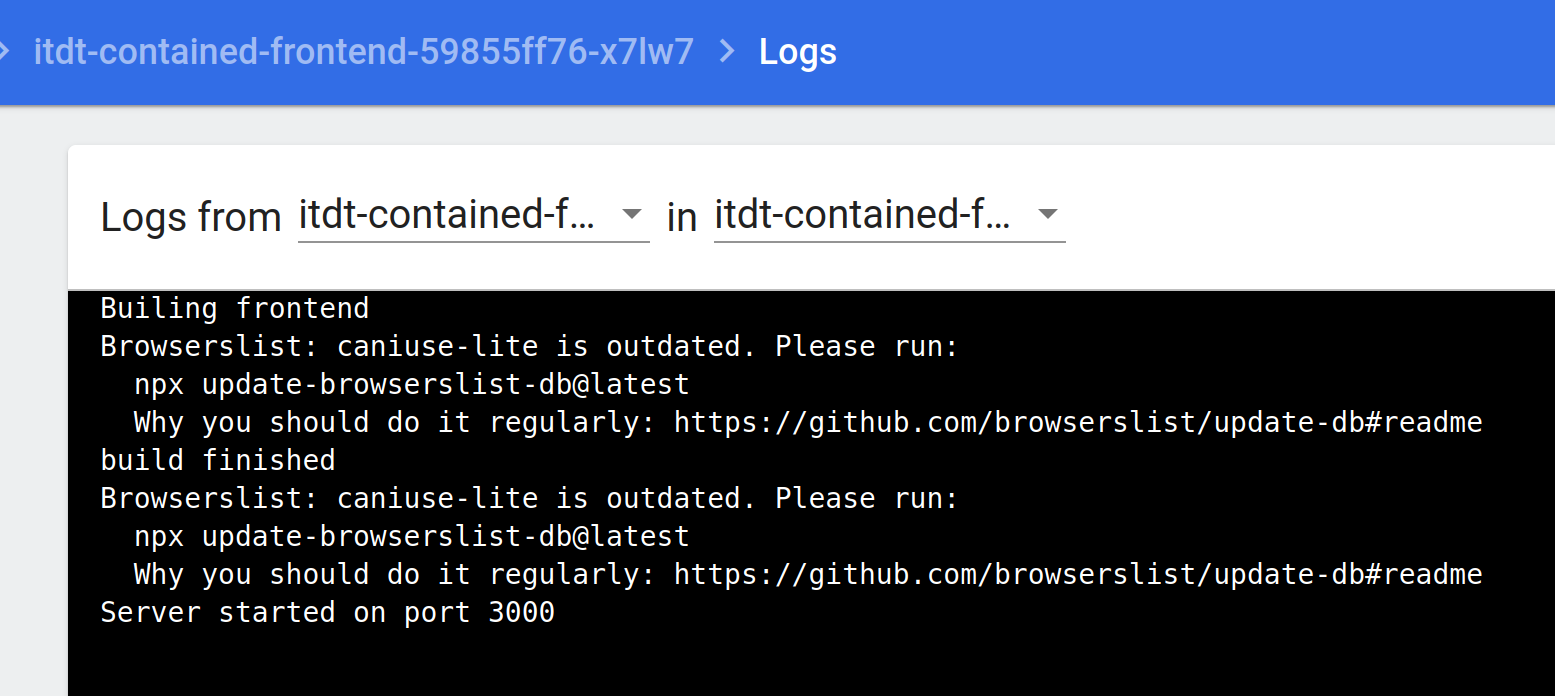 itdt-contained-frontend-59855ff76-x7lw7 > Logs
Logs from itdt-contained-f... in itdt-contained-f...
Builing frontend
Browserslist: caniuse-lite is outdated. Please run:
  npx update-browserslist-db@latest
  Why you should do it regularly: https://github.com/browserslist/update-db#readme
build finished
Browserslist: caniuse-lite is outdated. Please run:
  npx update-browserslist-db@latest
  Why you should do it regularly: https://github.com/browserslist/update-db#readme
Server started on port 3000